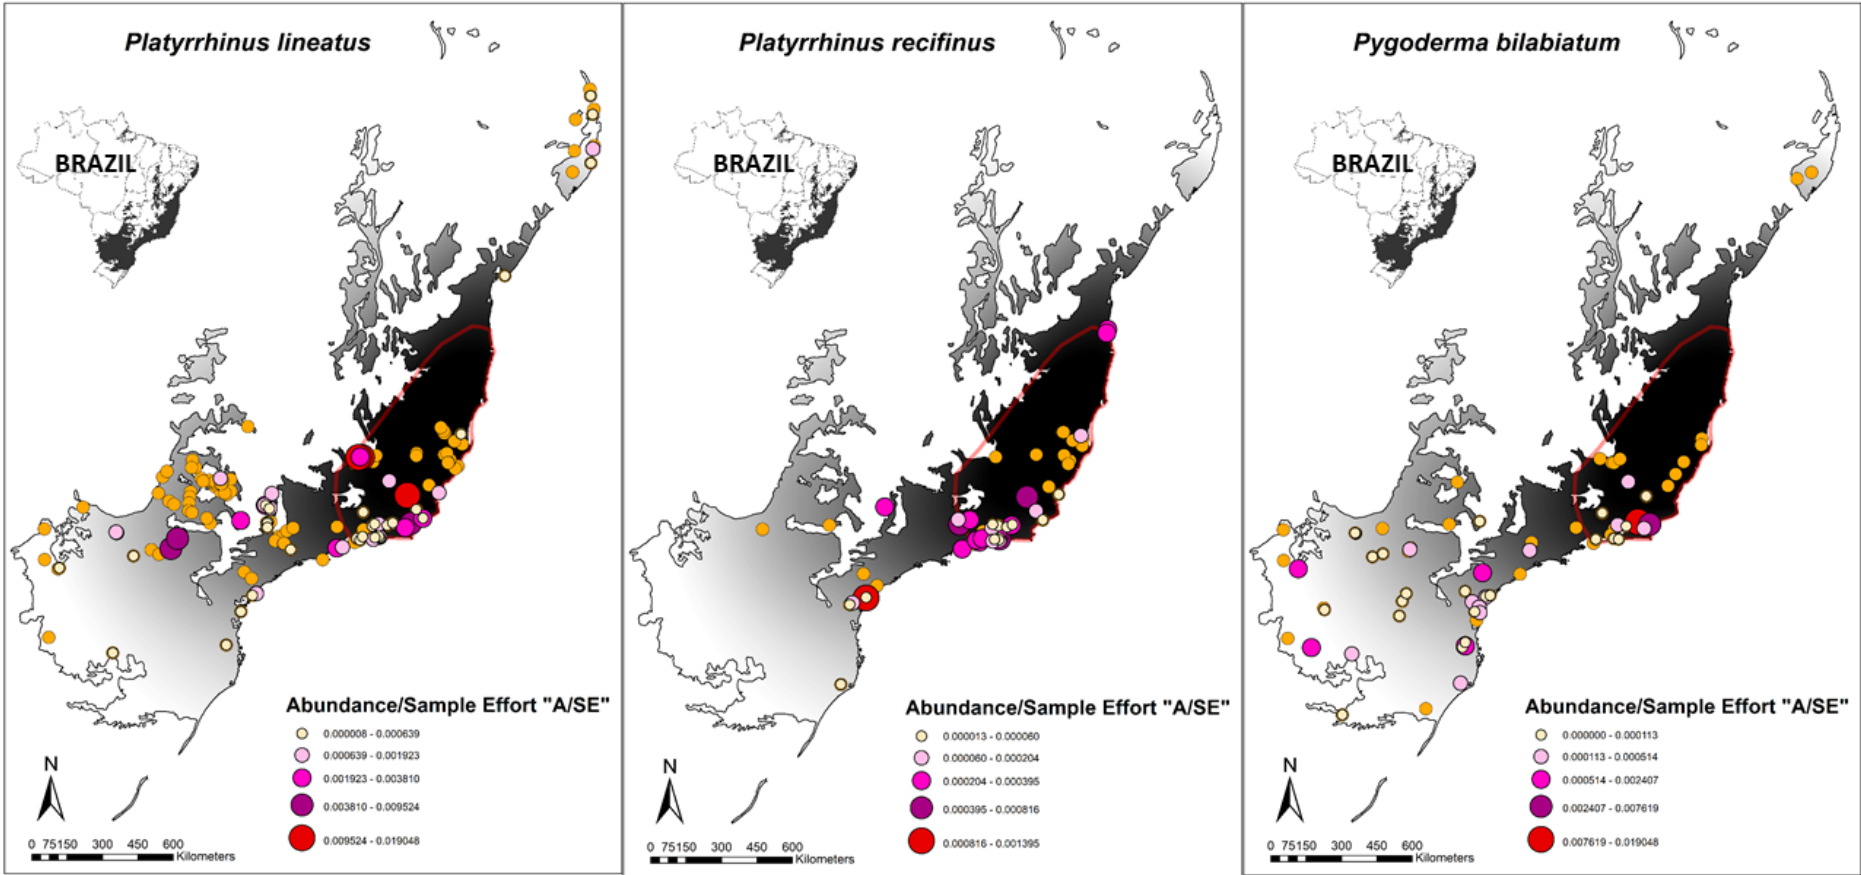 Platyrrhinus lineatus
BRAZIL
Abundance/Sample Effort "A/SE"
0.000008 - 0.000639
0.000639 - 0.001923
0.001923 - 0.003810
0.003810 - 0.009524
0.009524 - 0.019048
N
0 75150 300 450 600
Kilometers
Platyrrhinus recifinus
BRAZIL
Abundance/Sample Effort "A/SE"
0.000013 - 0.000060
0.000060 - 0.000204
0.000204 - 0.000395
0.000395 - 0.000816
0.000816 - 0.001395
N
0 75150 300 450 600
Kilometers
Pygoderma bilabiatum
BRAZIL
Abundance/Sample Effort "A/SE"
0.000000 - 0.000113
0.000113 - 0.000514
0.000514 - 0.002407
0.002407 - 0.007619
0.007619 - 0.019048
N
0 75150 300 450 600
Kilometers